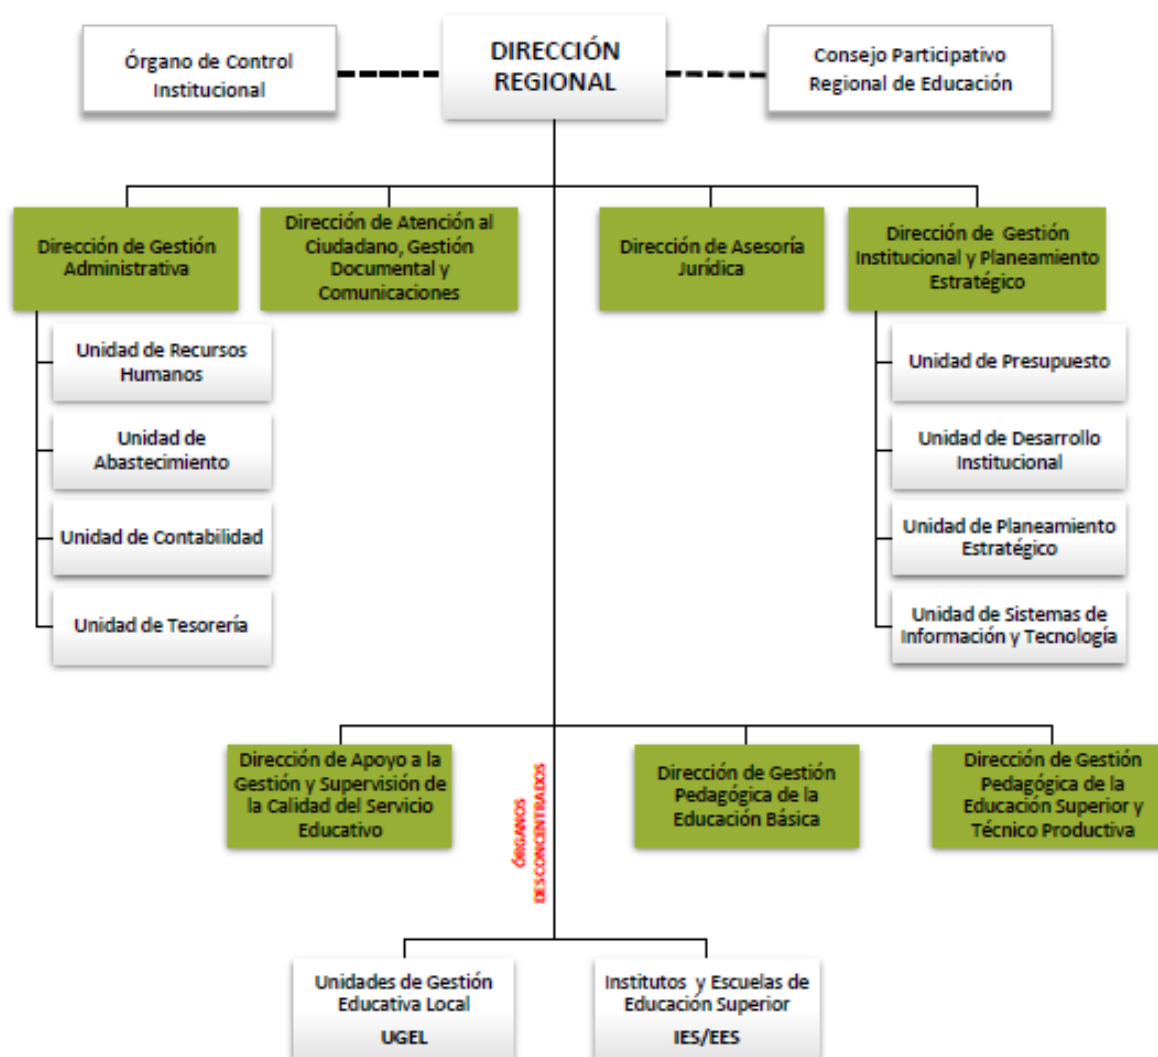 Órgano de Control
Institucional
DIRECCIÓN
REGIONAL
Consejo Participativo
Regional de Educación
Dirección de Gestión
Administrativa
Dirección de Atención al
Ciudadano, Gestión
Documental y
Comunicaciones
Dirección de Asesoría
Jurídica
Dirección de Gestión
Institucional y Planeamiento
Estratégico
Unidad de Recursos
Humanos
Unidad de
Abastecimiento
Unidad de Contabilidad
Unidad de Tesorería
Unidad de Presupuesto
Unidad de Desarrollo
Institucional
Unidad de Planeamiento
Estratégico
Unidad de Sistemas de
Información y Tecnología
Dirección de Apoyo a la
Gestión y Supervisión de
la Calidad del Servicio
Educativo
ÓRGANOS
DESCONCENTRADOS
Dirección de Gestión
Pedagógica de la
Educación Básica
Dirección de Gestión
Pedagógica de la
Educación Superior y
Técnico Productiva
Unidades de Gestión
Educativa Local
UGEL
Institutos y Escuelas de
Educación Superior
IES/EES